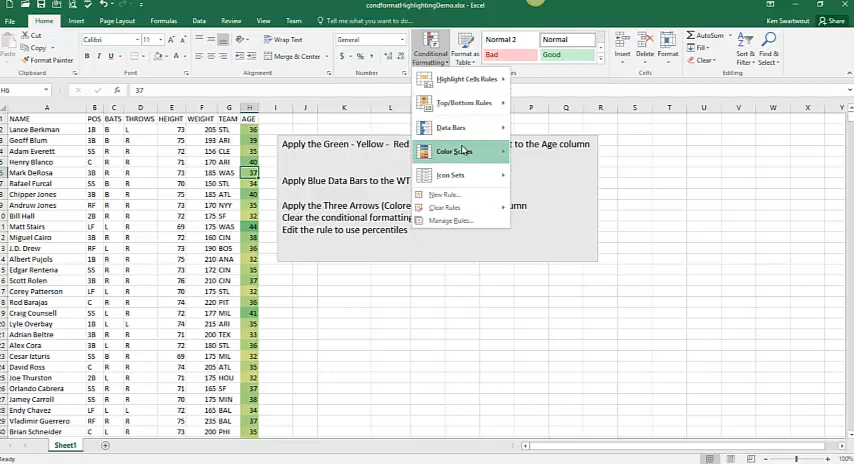 condformatHighlightingDemo.xlsx - Excel
Ken Swartwout Share
File Home Insert Page Layout Formulas Data Review View Team Tell me what you want to do...
Cut
Copy
Format Painter
Clipboard
Calibri 11
B I U
Font
Wrap Text
Merge & Center
Alignment
General
$ % ,
Number
Conditional Formatting
Format as Table
Normal 2 Normal
Bad Good
Insert Delete Format
Cells
AutoSum
Fill
Clear
Sort & Filter
Find & Select
Editing
H6 fx 37
Highlight Cells Rules
Top/Bottom Rules
Data Bars
Color Scales
Icon Sets
New Rule...
Clear Rules
Manage Rules...
Apply the Green - Yellow - Red
t to the Age column
Apply Blue Data Bars to the WT
Apply the Three Arrows (Colore
umn
Clear the conditional formatting
Edit the rule to use percentiles
A B C D E F G H I J K L P Q R S T U V W X Y
NAME POS BATS THROWS HEIGHT WEIGHT TEAM AGE
Lance Berkman 1B B L 73 205 STL 36
Geoff Blum 3B B R 75 193 ARI 39
Adam Everett SS R R 72 156 CLE 35
Henry Blanco C R R 71 170 ARI 40
Mark DeRosa 3B R R 73 185 WAS 37
Rafael Furcal SS B R 70 150 STL 34
Chipper Jones 3B B R 75 185 ATL 40
Andruw Jones RF R R 73 170 NYY 35
Bill Hall 2B R R 72 175 SF 32
Matt Stairs LF L R 69 175 WAS 44
Miguel Cairo 3B R R 72 160 CIN 38
J.D. Drew RF L R 73 190 BOS 36
Albert Pujols 1B R R 75 210 ANA 32
Edgar Renteria SS R R 73 172 CIN 35
Scott Rolen 3B R R 76 210 CIN 37
Corey Patterson LF L R 70 175 STL 32
Rod Barajas C R R 74 220 PIT 36
Craig Counsell SS L R 72 177 MIL 41
Lyle Overbay 1B L L 74 215 ARI 35
Adrian Beltre 3B R R 71 200 TEX 33
Alex Cora 3B L R 72 180 STL 36
Cesar Izturis SS B R 69 175 MIL 32
David Ross C R R 74 205 ATL 35
Joe Thurston 2B L R 71 175 HOU 32
Orlando Cabrera SS R R 71 165 SF 37
Jamey Carroll SS R R 70 175 MIN 38
Endy Chavez LF L L 72 165 BAL 34
Vladimir Guerrero RF R R 75 235 BAL 37
Brian Schneider C L R 73 200 PHI 35
Sheet1
Ready
100%